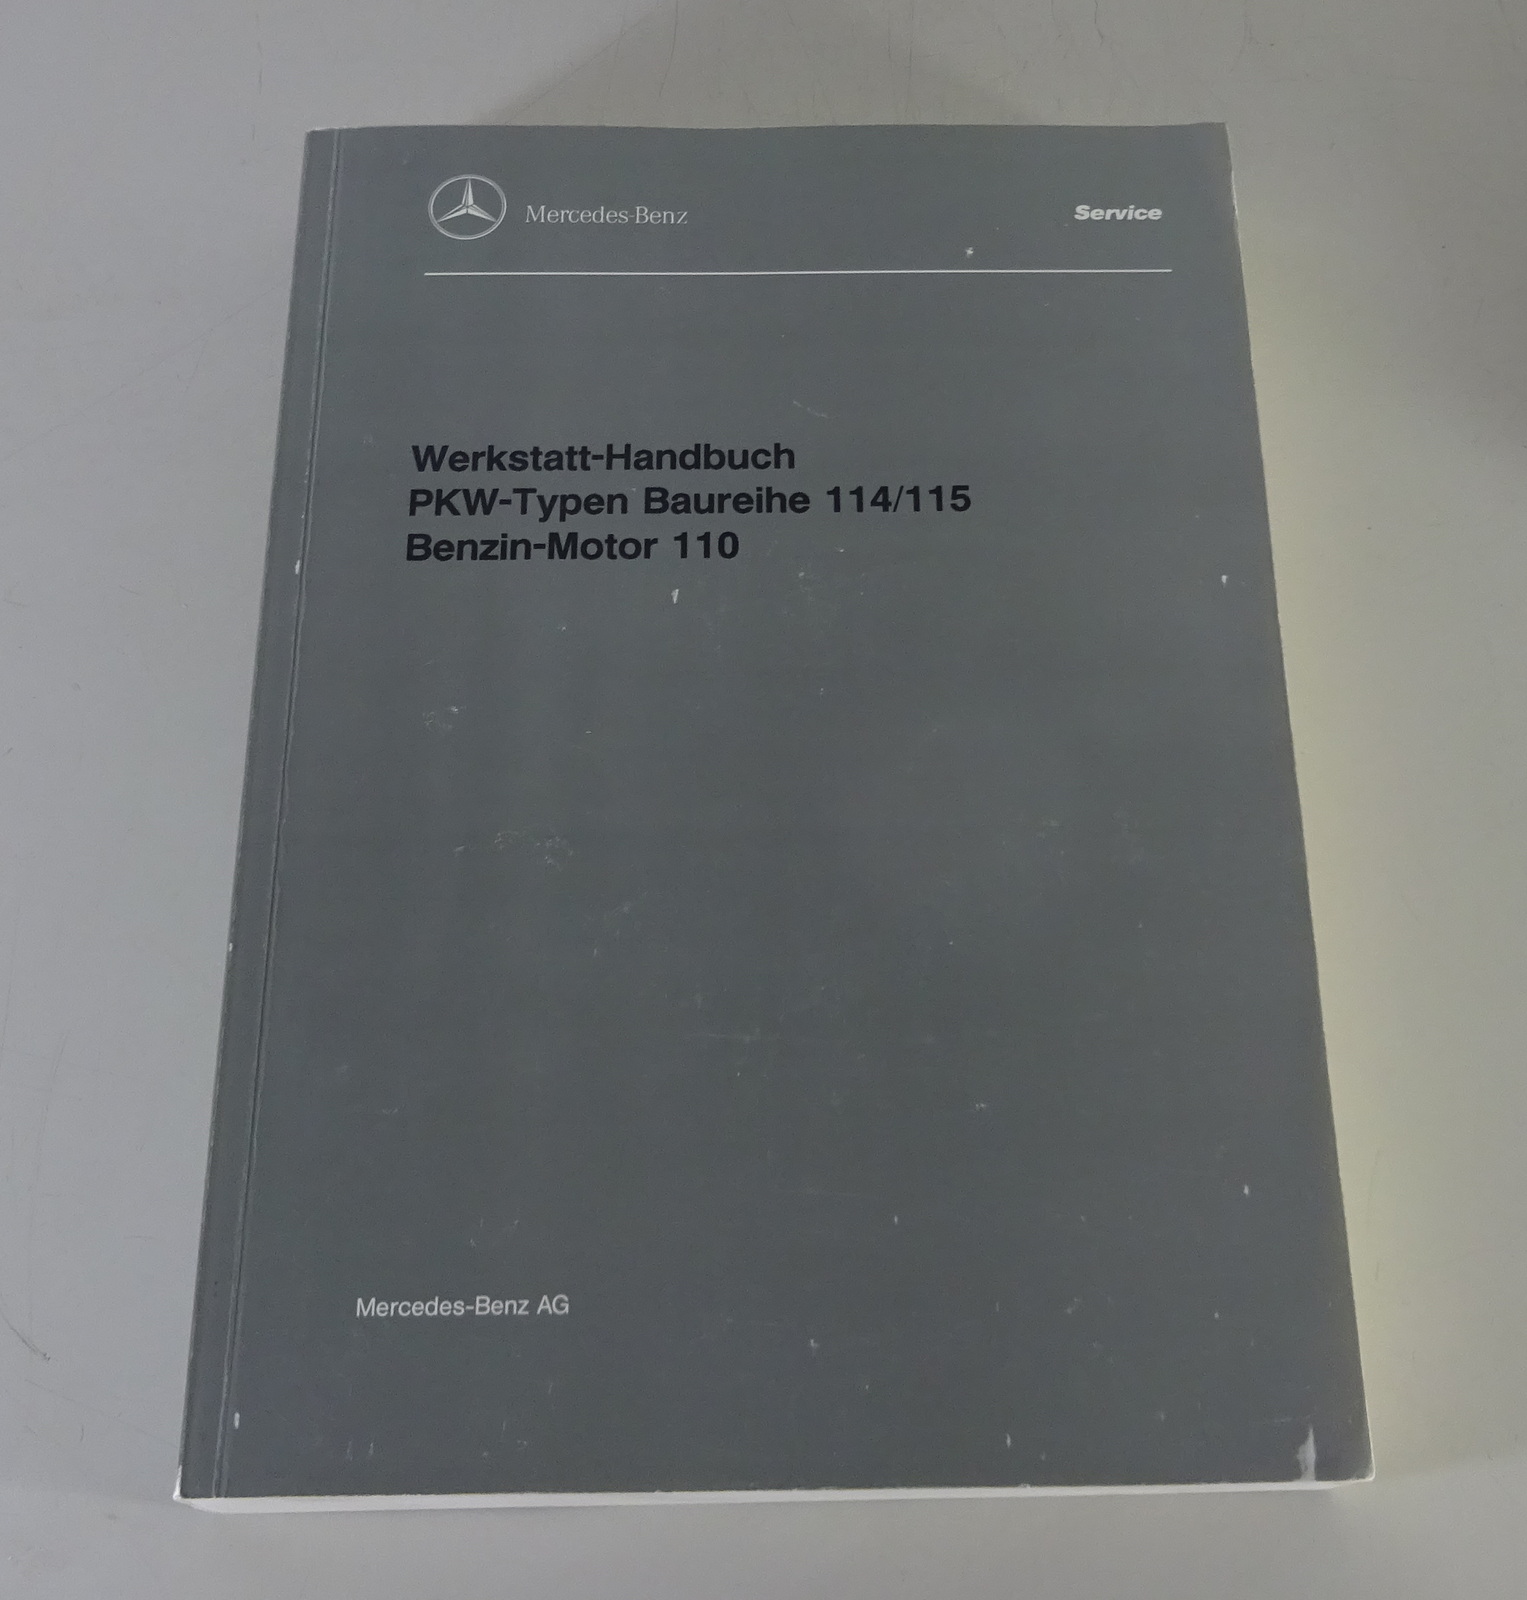 Mercedes-Benz
Service
Werkstatt-Handbuch
PKW-Typen Baureihe 114/115
Benzin-Motor 110
Mercedes-Benz AG